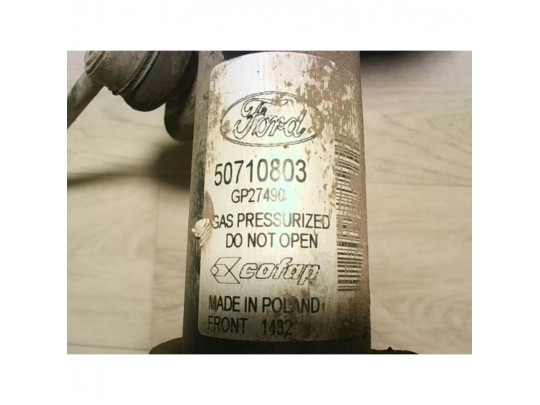 Ford
50710803
GP27490
GAS PRESSURIZED
DO NOT OPEN
cofap
MADE IN POLAND
FRONT 1432